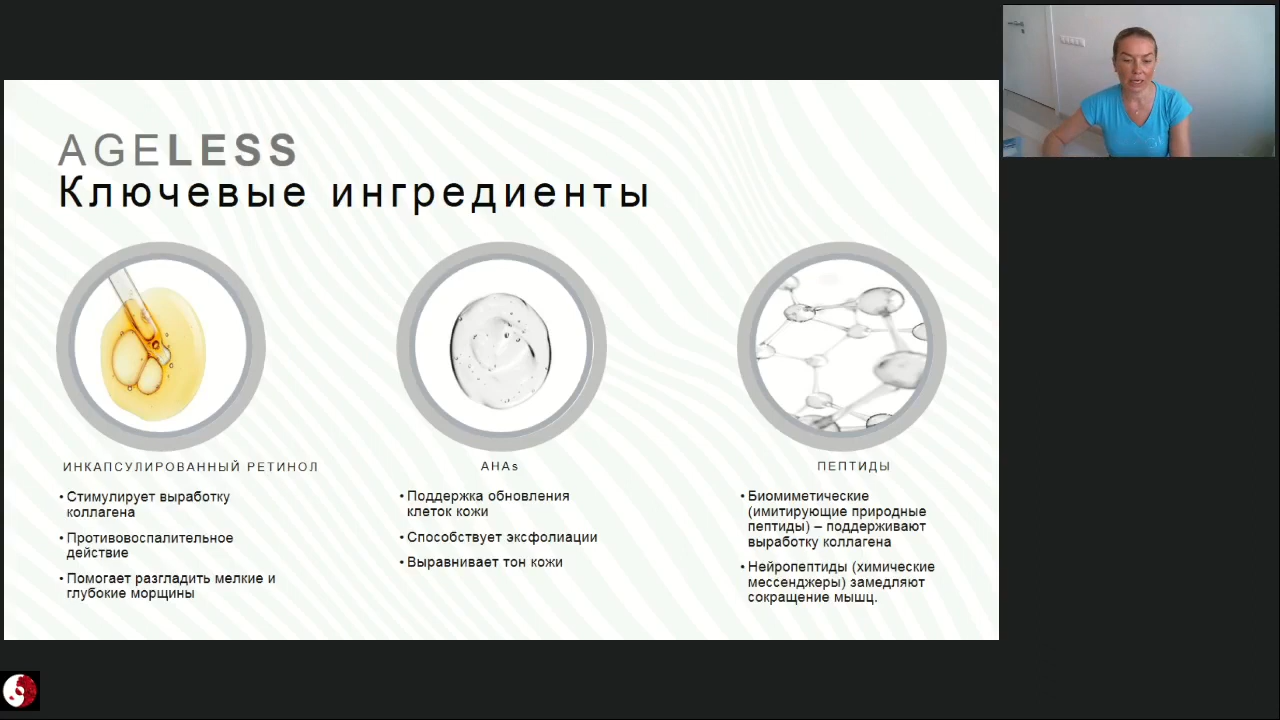 AGELESS
Ключевые ингредиенты
ИНКАПСУЛИРОВАННЫЙ РЕТИНОЛ
• Стимулирует выработку
коллагена
• Противовоспалительное
действие
• Помогает разгладить мелкие и
глубокие морщины
AHAs
• Поддержка обновления
клеток кожи
• Способствует эксфолиации
• Выравнивает тон кожи
ПЕПТИДЫ
• Биомиметические
(имитирующие природные
пептиды) – поддерживают
выработку коллагена
• Нейропептиды (химические
мессенджеры) замедляют
сокращение мышц.